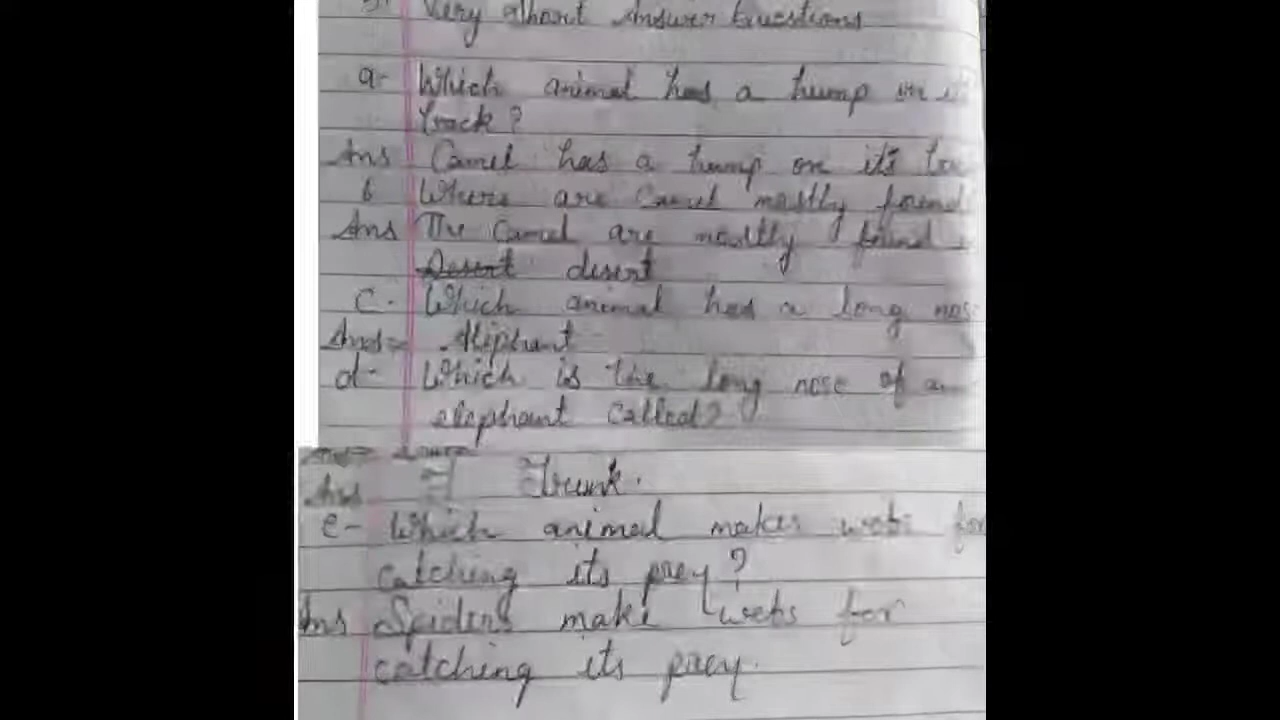 Very short Answer Questions
a- Which animal has a hump on
back?
Ans Camel has a hump on it's
b Where are Camel mostly found
Ans The Camel are mostly found
Desert desert
c. Which animal has a long
Ans= Aliphant
d- Which is the long nose of
elephant called?
Ans Trunk.
e- Which animal makes webs for
catching its prey?
Ans Spiders make webs for
catching its prey.